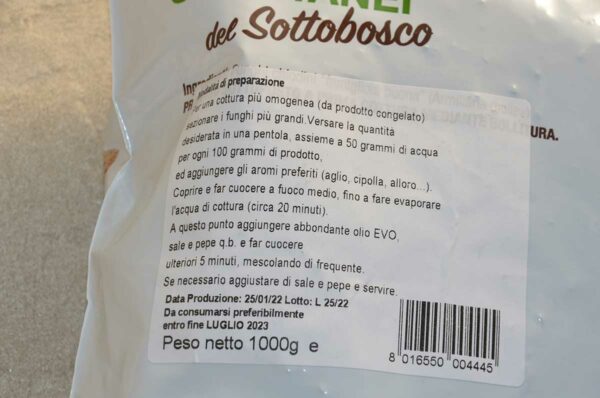 del Sottobosco
Modalità di preparazione
Per una cottura più omogenea (da prodotto congelato)
sezionare i funghi più grandi.Versare la quantità
desiderata in una pentola, assieme a 50 grammi di acqua
per ogni 100 grammi di prodotto,
ed aggiungere gli aromi preferiti (aglio, cipolla, alloro...).
Coprire e far cuocere a fuoco medio, fino a fare evaporare
l'acqua di cottura (circa 20 minuti).
A questo punto aggiungere abbondante olio EVO,
sale e pepe q.b. e far cuocere
ulteriori 5 minuti, mescolando di frequente.
Se necessario aggiustare di sale e pepe e servire.
Data Produzione: 25/01/22 Lotto: L 25/22
Da consumarsi preferibilmente
entro fine LUGLIO 2023
Peso netto 1000g e
8 016550 004445